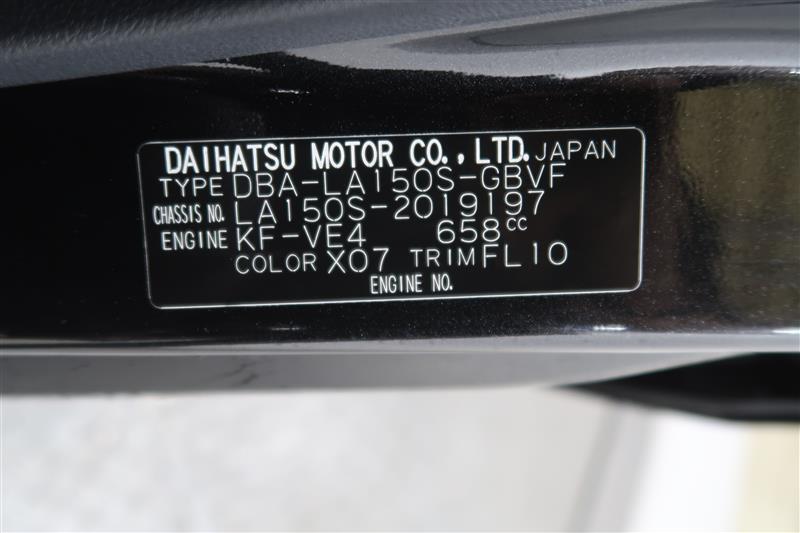 DAIHATSU MOTOR CO., LTD. JAPAN
TYPE DBA-LA150S-GBVF
CHASSIS NO. LA150S-2019197
ENGINE KF-VE4 658cc
COLOR X07 TRIM FL10
ENGINE NO.